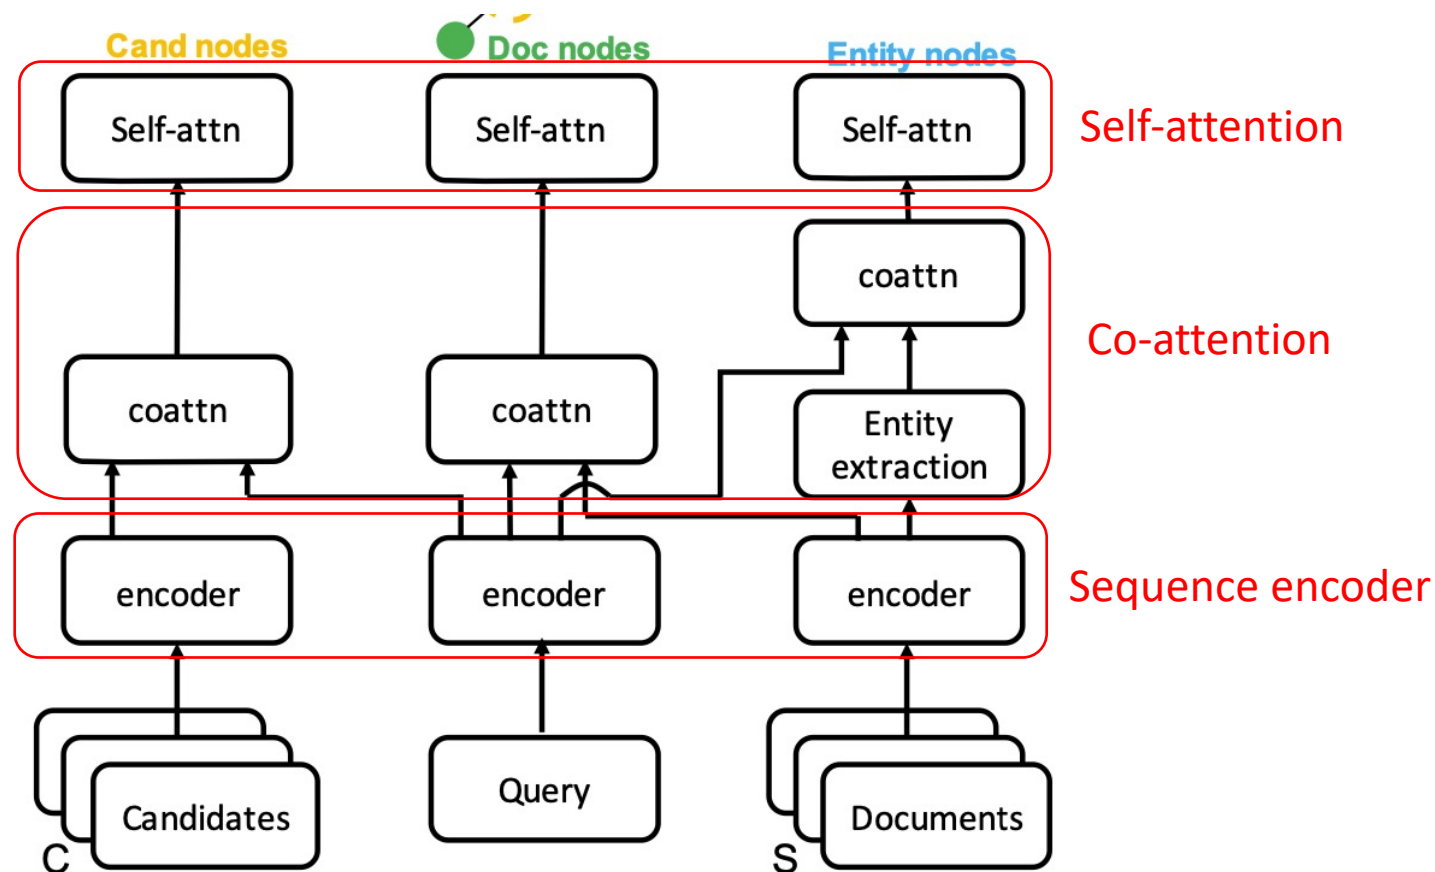 Cand nodes
Doc nodes
Entity nodes
Self-attn
Self-attn
Self-attn
Self-attention
coattn
Co-attention
coattn
coattn
Entity
extraction
encoder
encoder
encoder
Sequence encoder
Candidates
Query
Documents
C
S